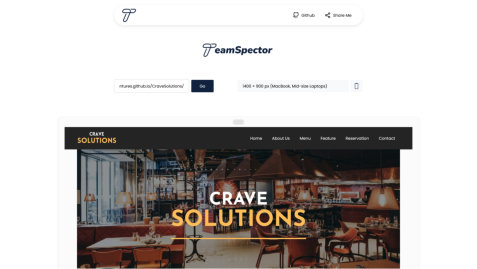 Github
Share Me
TeamSpector
ntuwe.github.io/CraveSolutions/
Go
1400 × 900 px (MacBook, Mid-size Laptops)
CRAVE
SOLUTIONS
Home
About Us
Menu
Feature
Reservation
Contact
CRAVE
SOLUTIONS